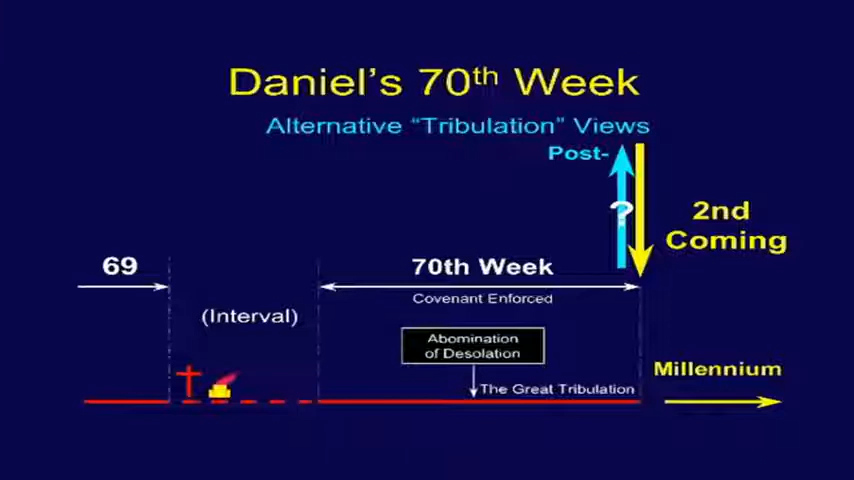 Daniel's 70th Week
Alternative "Tribulation" Views
Post-
?
2nd
Coming
69
70th Week
Covenant Enforced
(Interval)
Abomination
of Desolation
The Great Tribulation
Millennium